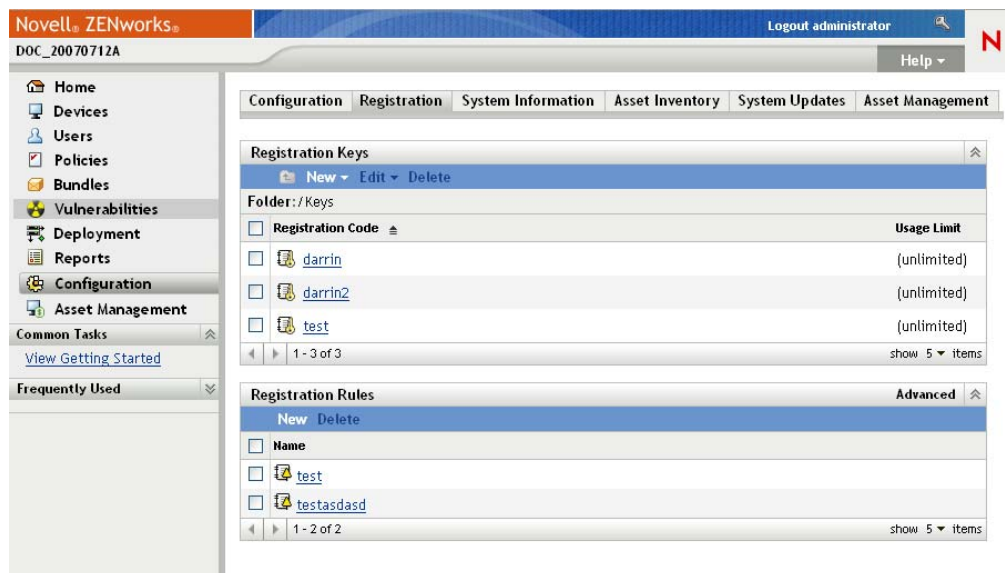 Novell® ZENworks®
Logout administrator
N
DOC_20070712A
Help
Home
Devices
Users
Policies
Bundles
Vulnerabilities
Deployment
Reports
Configuration
Asset Management
Common Tasks
View Getting Started
Frequently Used
Configuration Registration System Information Asset Inventory System Updates Asset Management
Registration Keys
New Edit Delete
Folder:/Keys
Registration Code Usage Limit
darrin (unlimited)
darrin2 (unlimited)
test (unlimited)
1 - 3 of 3 show 5 items
Registration Rules Advanced
New Delete
Name
test
testasdasd
1 - 2 of 2 show 5 items